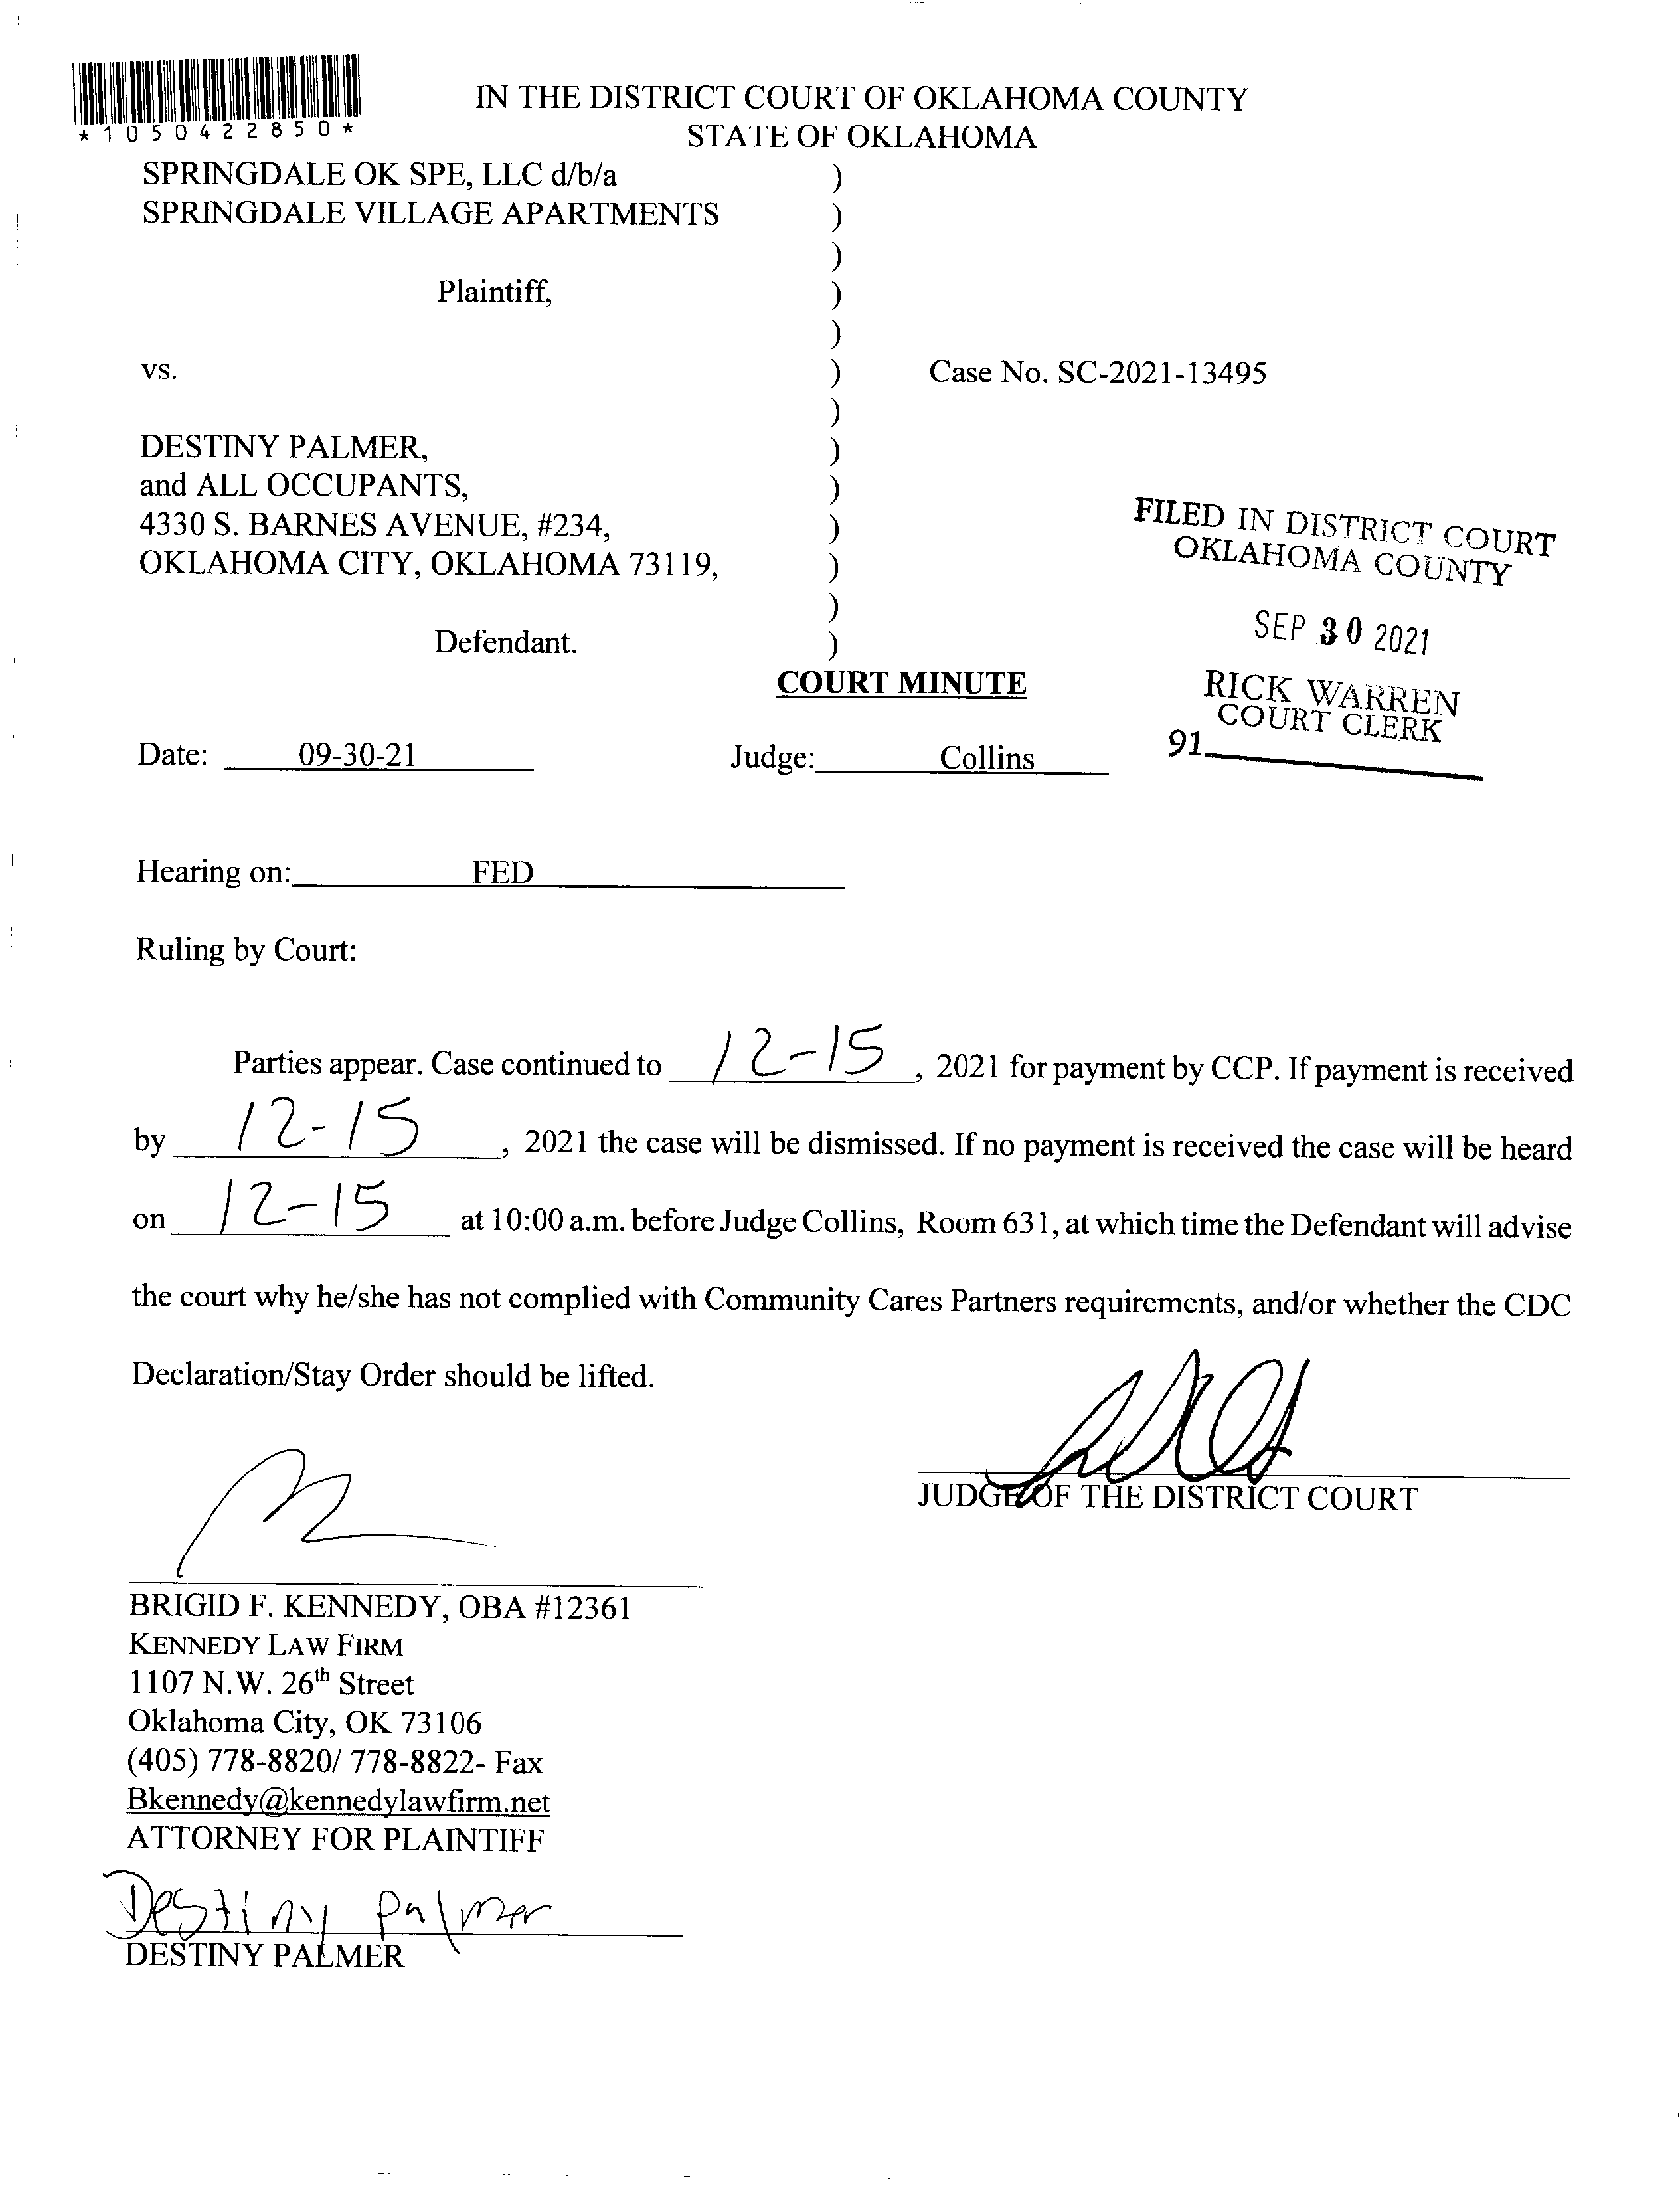 *1050422850*
IN THE DISTRICT COURT OF OKLAHOMA COUNTY
STATE OF OKLAHOMA
SPRINGDALE OK SPE, LLC d/b/a )
SPRINGDALE VILLAGE APARTMENTS )
)
Plaintiff, )
)
vs. ) Case No. SC-2021-13495
)
DESTINY PALMER, )
and ALL OCCUPANTS, )
4330 S. BARNES AVENUE, #234, )
OKLAHOMA CITY, OKLAHOMA 73119, )
)
Defendant. )
FILED IN DISTRICT COURT
OKLAHOMA COUNTY
SEP 30 2021
RICK WARREN
COURT CLERK
91
COURT MINUTE
Date: 09-30-21 Judge: Collins
Hearing on: FED
Ruling by Court:
Parties appear. Case continued to 12-15, 2021 for payment by CCP. If payment is received
by 12-15, 2021 the case will be dismissed. If no payment is received the case will be heard
on 12-15 at 10:00 a.m. before Judge Collins, Room 631, at which time the Defendant will advise
the court why he/she has not complied with Community Cares Partners requirements, and/or whether the CDC
Declaration/Stay Order should be lifted.
JUDGE OF THE DISTRICT COURT
BRIGID F. KENNEDY, OBA #12361
KENNEDY LAW FIRM
1107 N.W. 26th Street
Oklahoma City, OK 73106
(405) 778-8820/ 778-8822- Fax
Bkennedy@kennedylawfirm.net
ATTORNEY FOR PLAINTIFF
Destiny Palmer
DESTINY PALMER